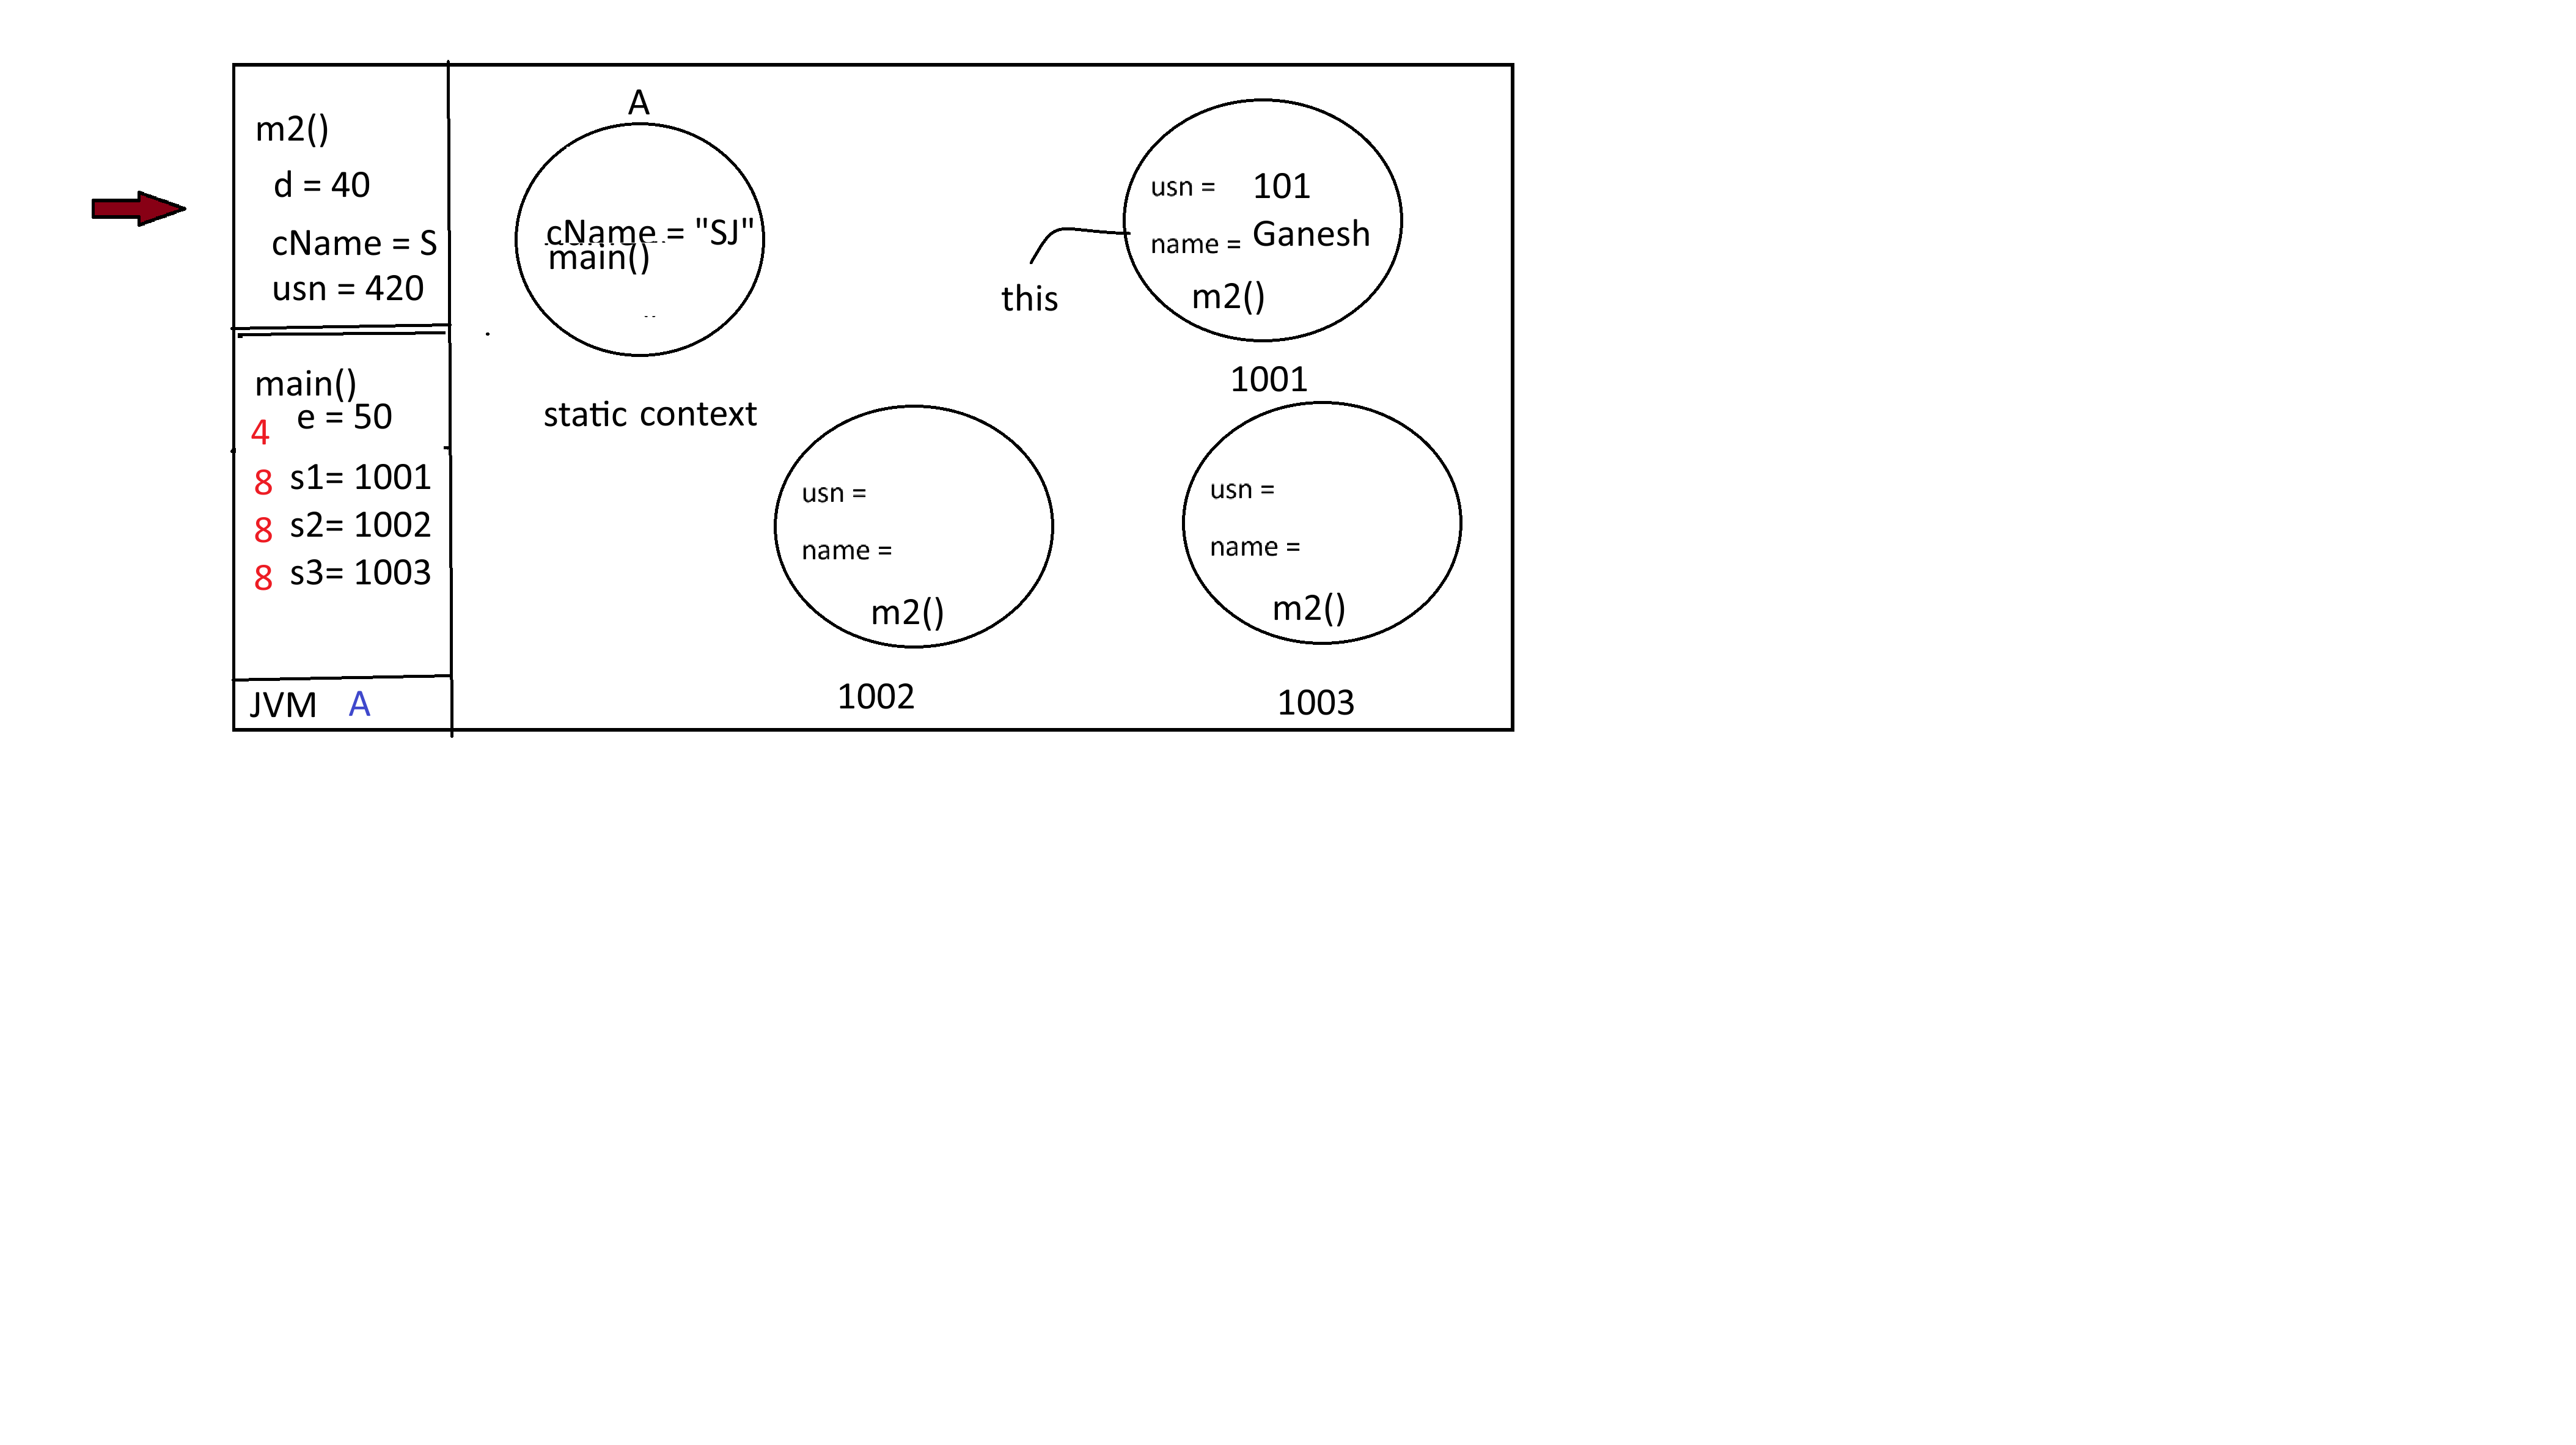 m2()
d = 40
cName = S
usn = 420
main()
e = 50
4
8 s1= 1001
8 s2= 1002
8 s3= 1003
JVM A
A
cName = "SJ"
main()
static context
usn = 101
name = Ganesh
m2()
this
1001
usn =
name =
m2()
1002
usn =
name =
m2()
1003